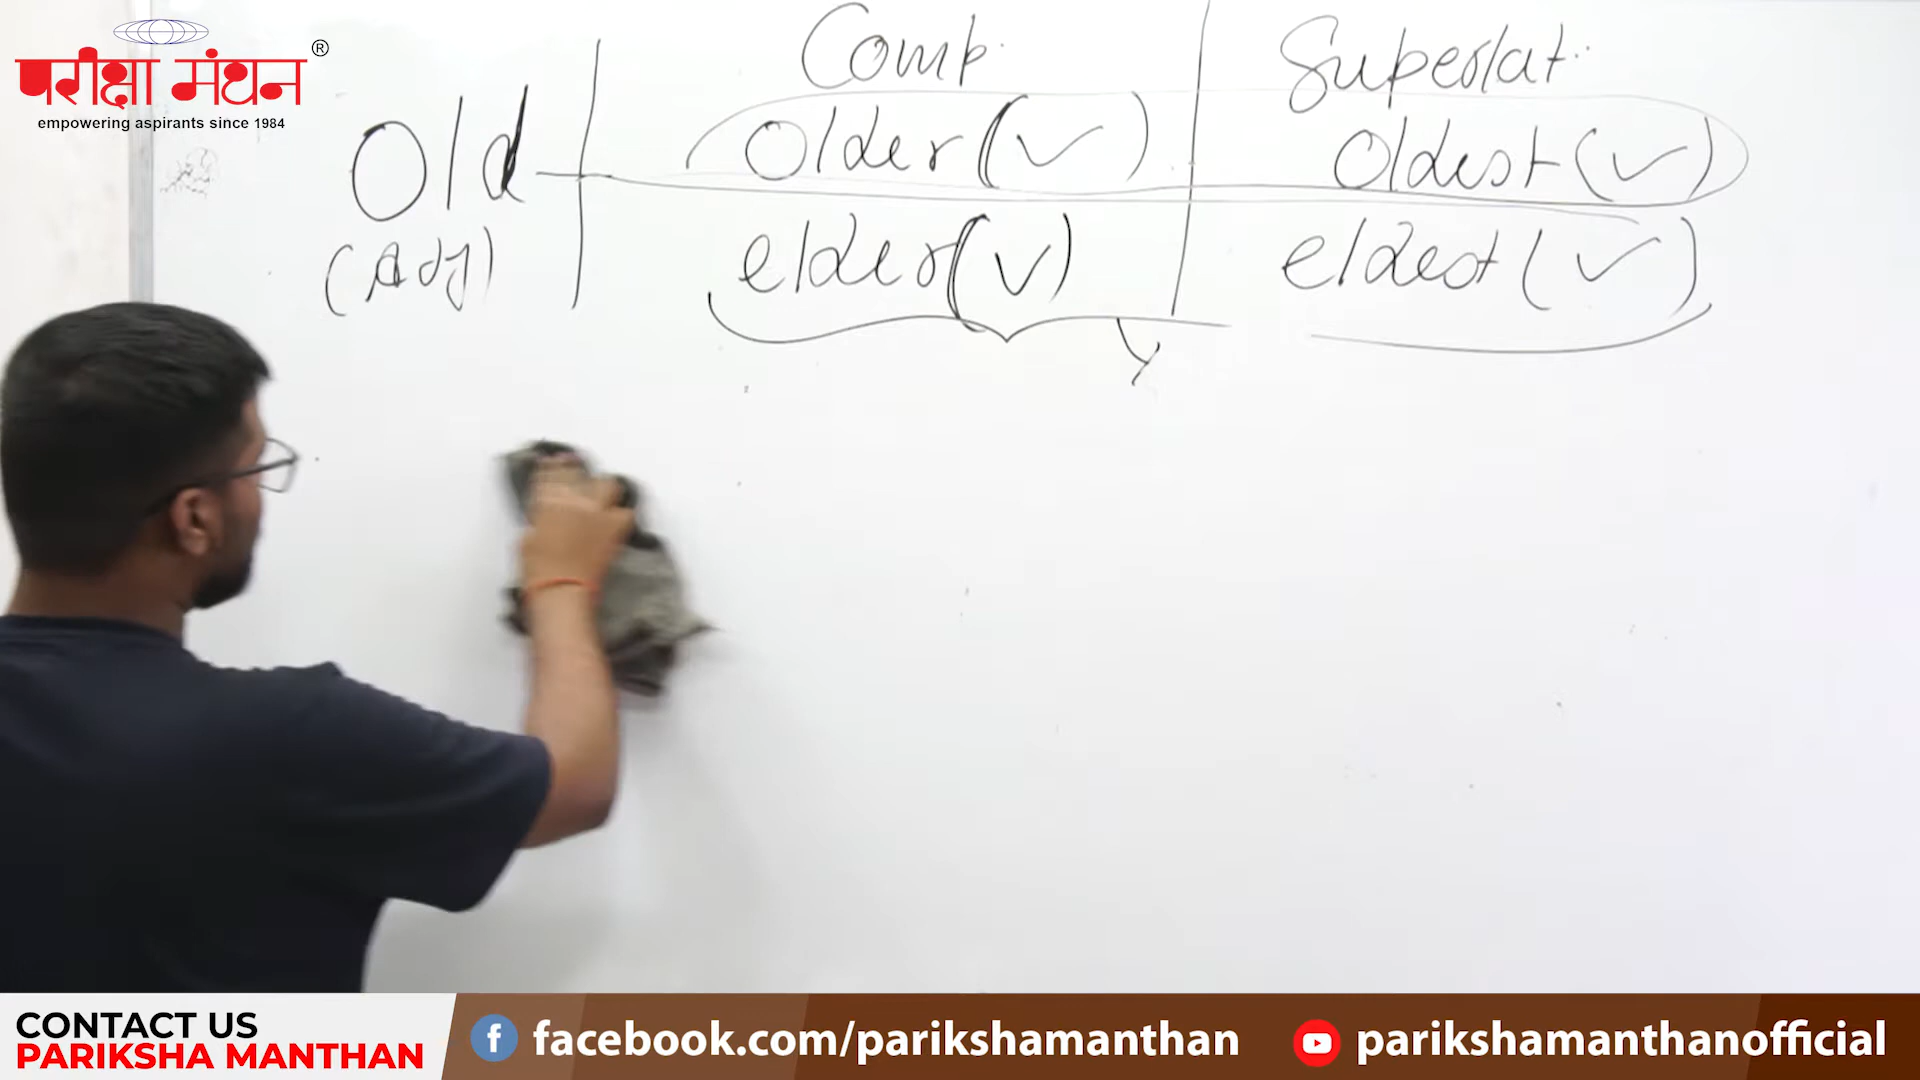 परीक्षा मंथन ®
empowering aspirants since 1984
Comp. Superlat..
Old older (✓) oldest (✓)
(Adj) elder (✓) eldest (✓)
CONTACT US
PARIKSHA MANTHAN
facebook.com/parikshamanthan
parikshamanthanofficial